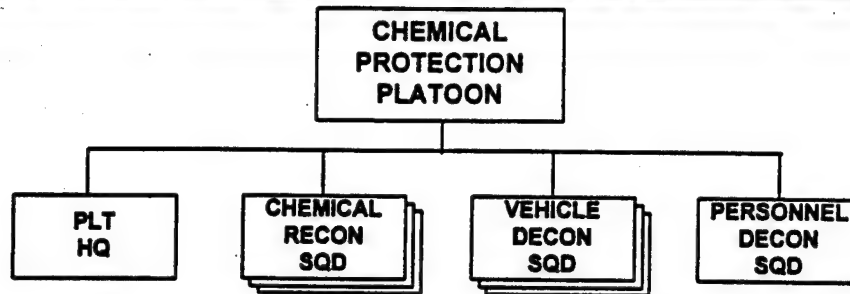 CHEMICAL
PROTECTION
PLATOON
PLT
HQ
CHEMICAL
RECON
SQD
VEHICLE
DECON
SQD
PERSONNEL
DECON
SQD